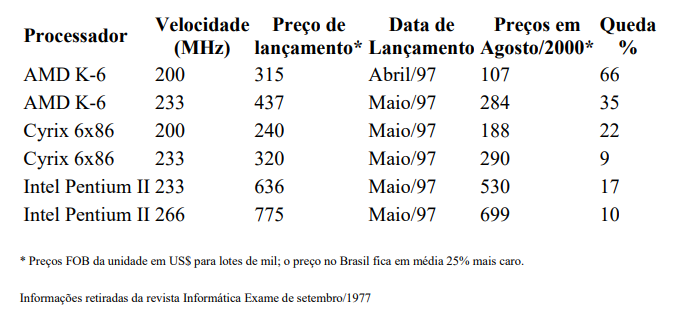 Processador Velocidade (MHz) Preço de lançamento* Data de Lançamento Preços em Agosto/2000* Queda %
AMD K-6 200 315 Abril/97 107 66
AMD K-6 233 437 Maio/97 284 35
Cyrix 6x86 200 240 Maio/97 188 22
Cyrix 6x86 233 320 Maio/97 290 9
Intel Pentium II 233 636 Maio/97 530 17
Intel Pentium II 266 775 Maio/97 699 10
* Preços FOB da unidade em US$ para lotes de mil; o preço no Brasil fica em média 25% mais caro.
Informações retiradas da revista Informática Exame de setembro/1977